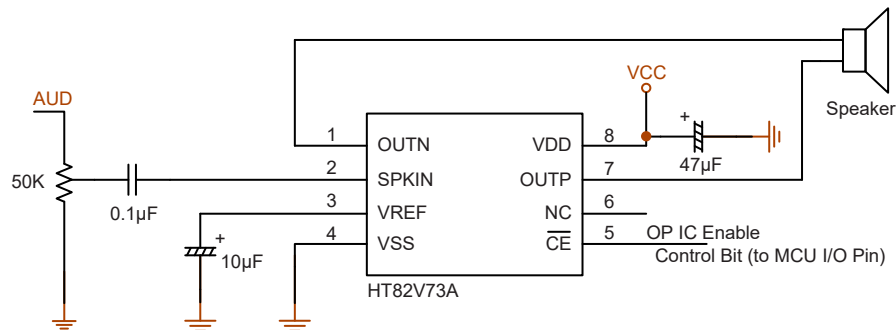 VCC
Speaker
AUD
+
47µF
1 OUTN VDD 8
50K
2 SPKIN OUTP 7
0.1µF
3 VREF NC 6
+
10µF
4 VSS CE 5
OP IC Enable
Control Bit (to MCU I/O Pin)
HT82V73A